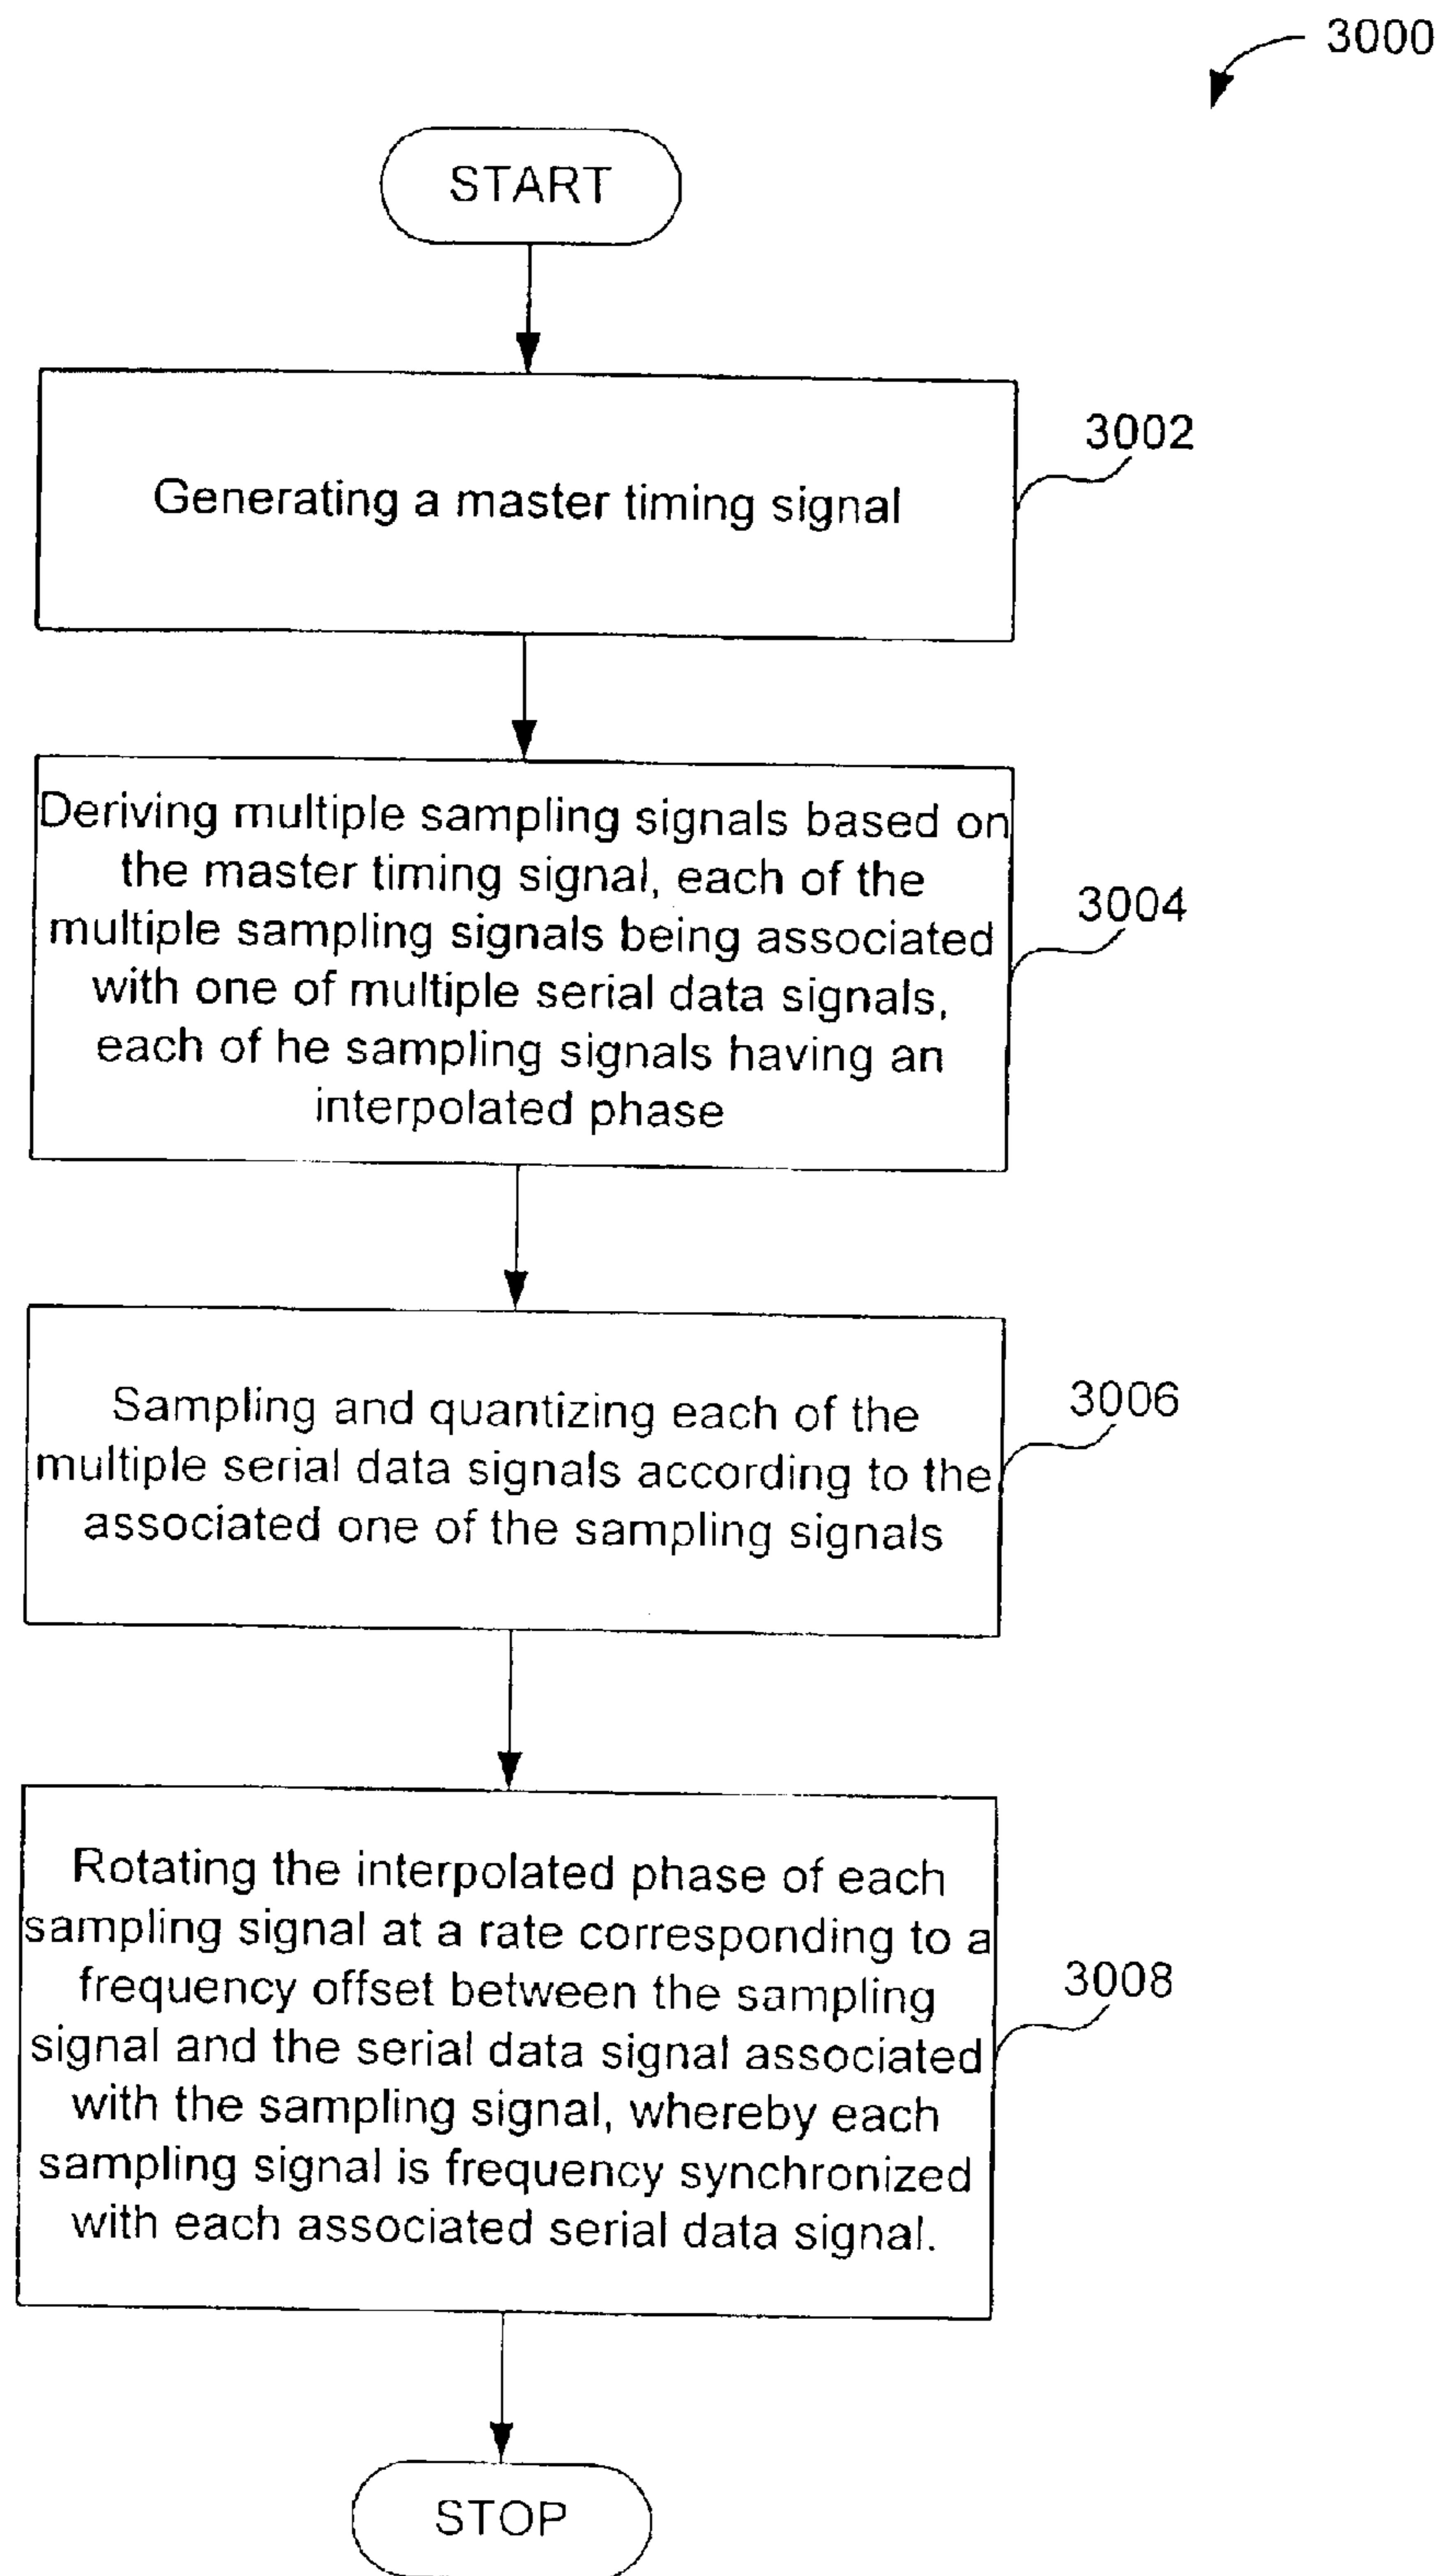 3000
START
Generating a master timing signal
3002
Deriving multiple sampling signals based on
the master timing signal, each of the
multiple sampling signals being associated
with one of multiple serial data signals,
each of he sampling signals having an
interpolated phase
3004
Sampling and quantizing each of the
multiple serial data signals according to the
associated one of the sampling signals
3006
Rotating the interpolated phase of each
sampling signal at a rate corresponding to a
frequency offset between the sampling
signal and the serial data signal associated
with the sampling signal, whereby each
sampling signal is frequency synchronized
with each associated serial data signal.
3008
STOP